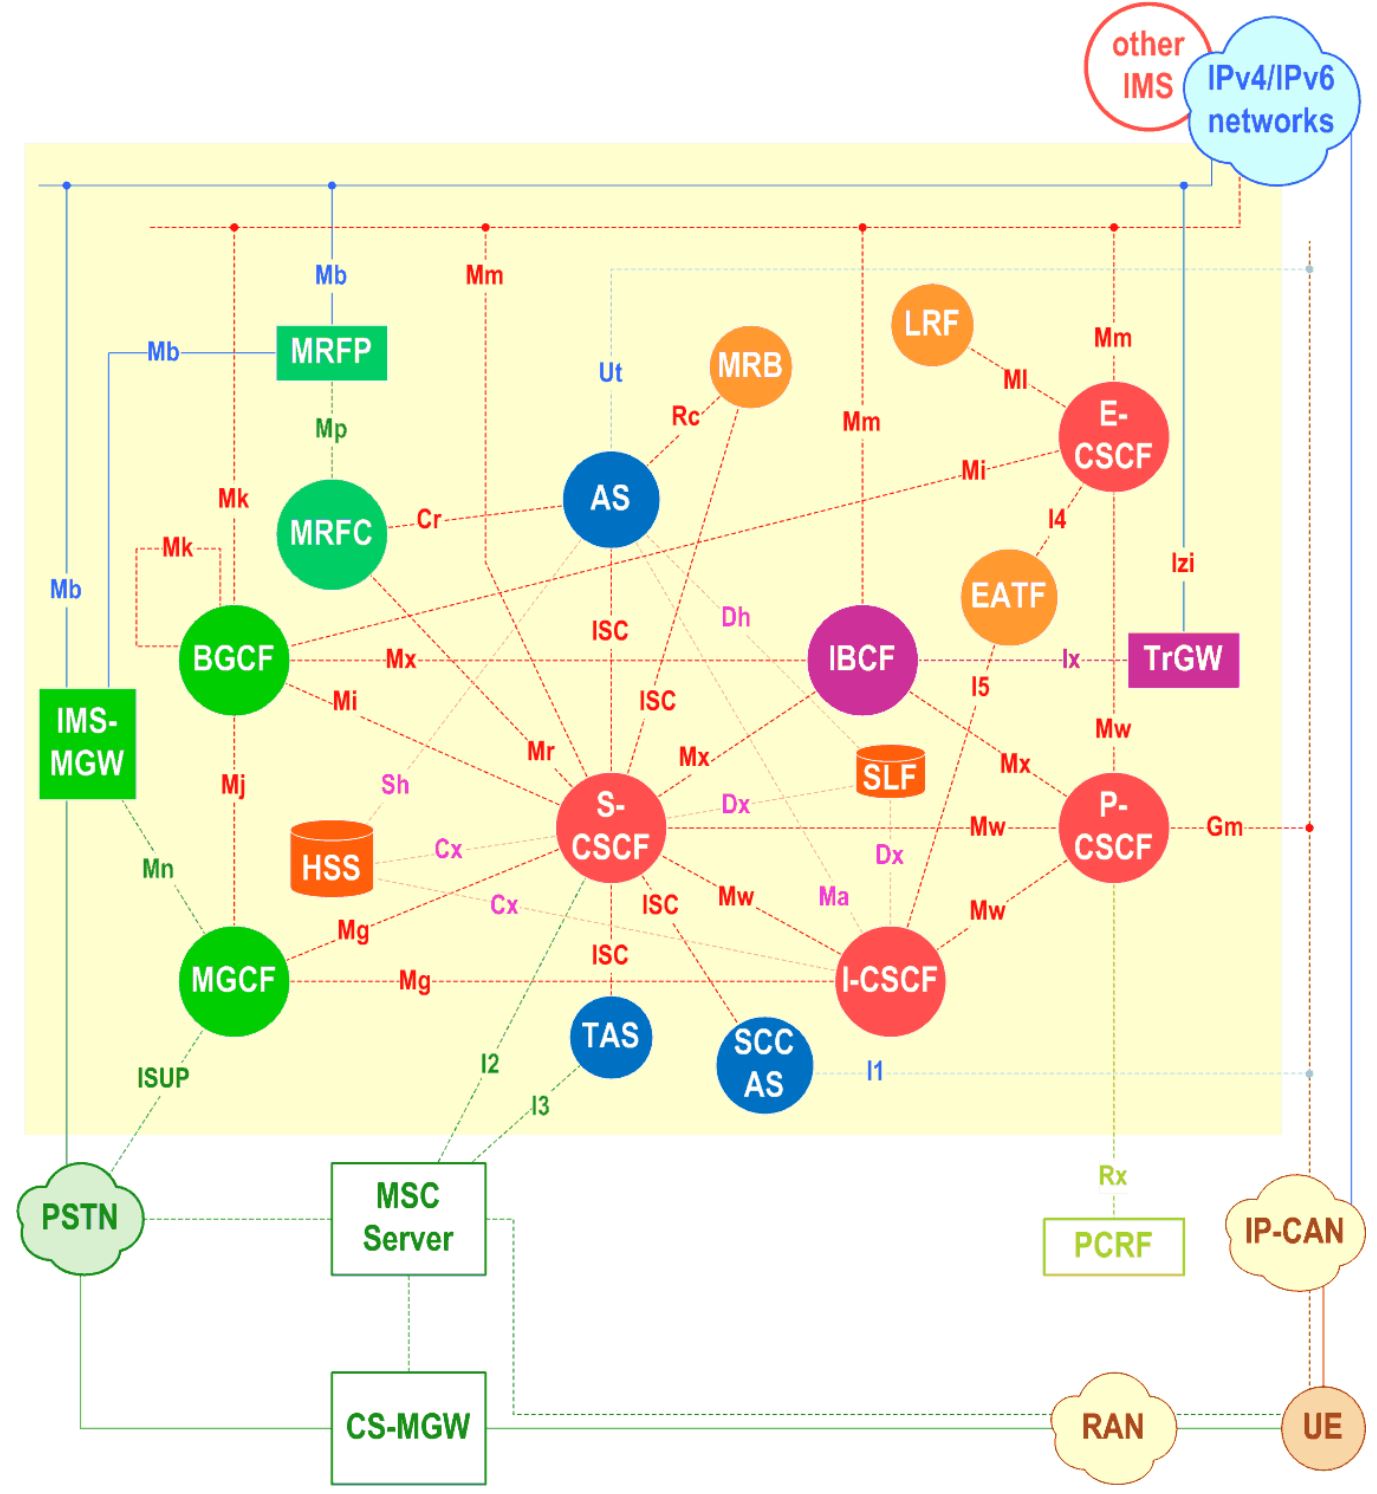 other
IMS
IPv4/IPv6
networks
Mb
Mm
LRF
Mm
MRFP
Mb
MRB
Ut
Ml
Rc
Mm
E-
CSCF
Mp
Mi
Mk
AS
MRFC
Cr
I4
Mk
Izi
Mb
EATF
Dh
ISC
BGCF
Mx
IBCF
Ix
TrGW
I5
Mi
ISC
IMS-
MGW
Mr
Mx
Mw
Mx
SLF
Mj
Sh
Dx
S-
CSCF
Mw
P-
CSCF
Gm
HSS
Cx
Dx
Mn
Cx
ISC
Mw
Ma
Mw
Mg
ISC
MGCF
Mg
I-CSCF
TAS
SCC
AS
I1
ISUP
I2
I3
Rx
PSTN
MSC
Server
PCRF
IP-CAN
CS-MGW
RAN
UE